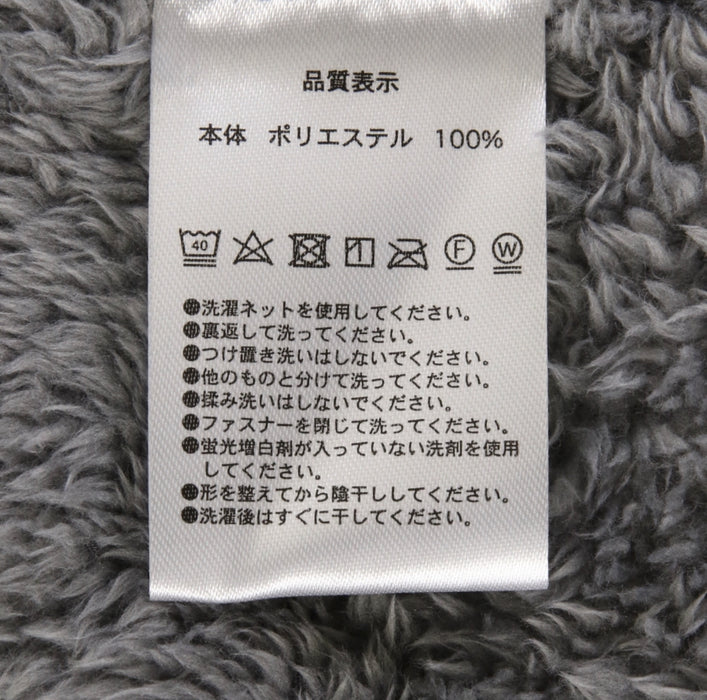 品質表示
本体 ポリエステル 100%
40 F W
●洗濯ネットを使用してください。
●裏返して洗ってください。
●つけ置き洗いはしないでください。
●他のものと分けて洗ってください。
●揉み洗いはしないでください。
●ファスナーを閉じて洗ってください。
●蛍光増白剤が入っていない洗剤を使用
してください。
●形を整えてから陰干ししてください。
●洗濯後はすぐに干してください。